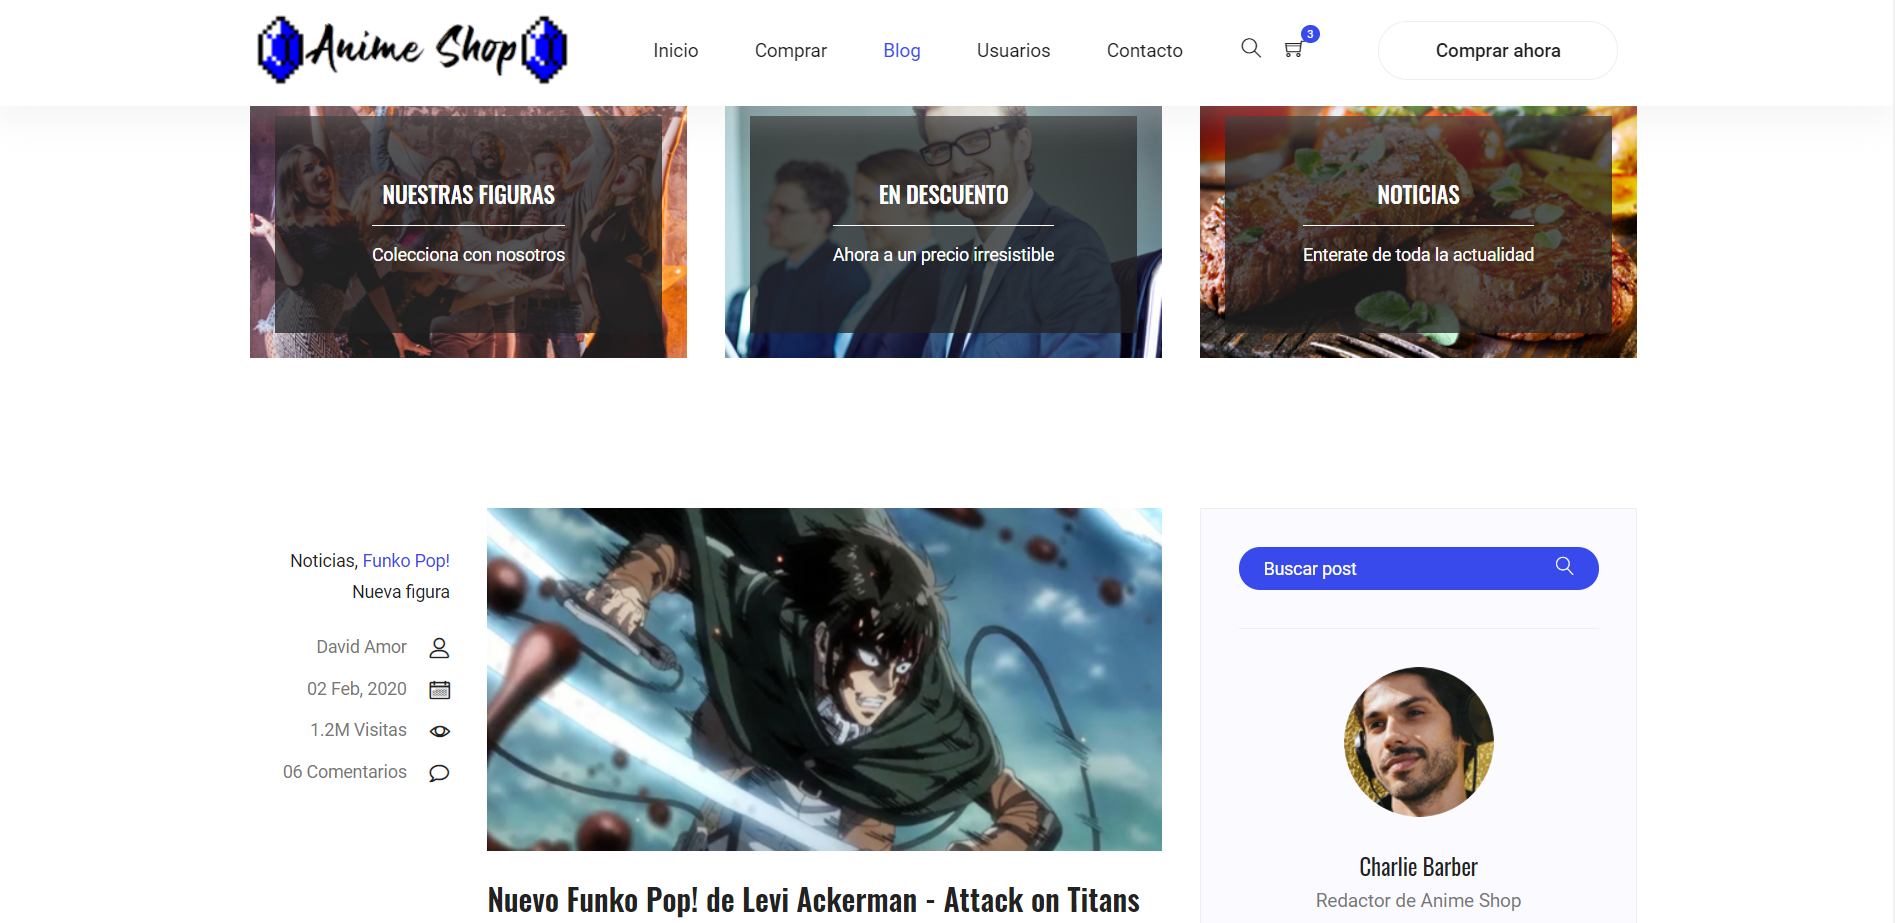 Anime Shop
Inicio
Comprar
Blog
Usuarios
Contacto
3
Comprar ahora
NUESTRAS FIGURAS
Colecciona con nosotros
EN DESCUENTO
Ahora a un precio irresistible
NOTICIAS
Enterate de toda la actualidad
Noticias, Funko Pop!
Nueva figura
David Amor
02 Feb, 2020
1.2M Visitas
06 Comentarios
Nuevo Funko Pop! de Levi Ackerman - Attack on Titans
Buscar post
Charlie Barber
Redactor de Anime Shop